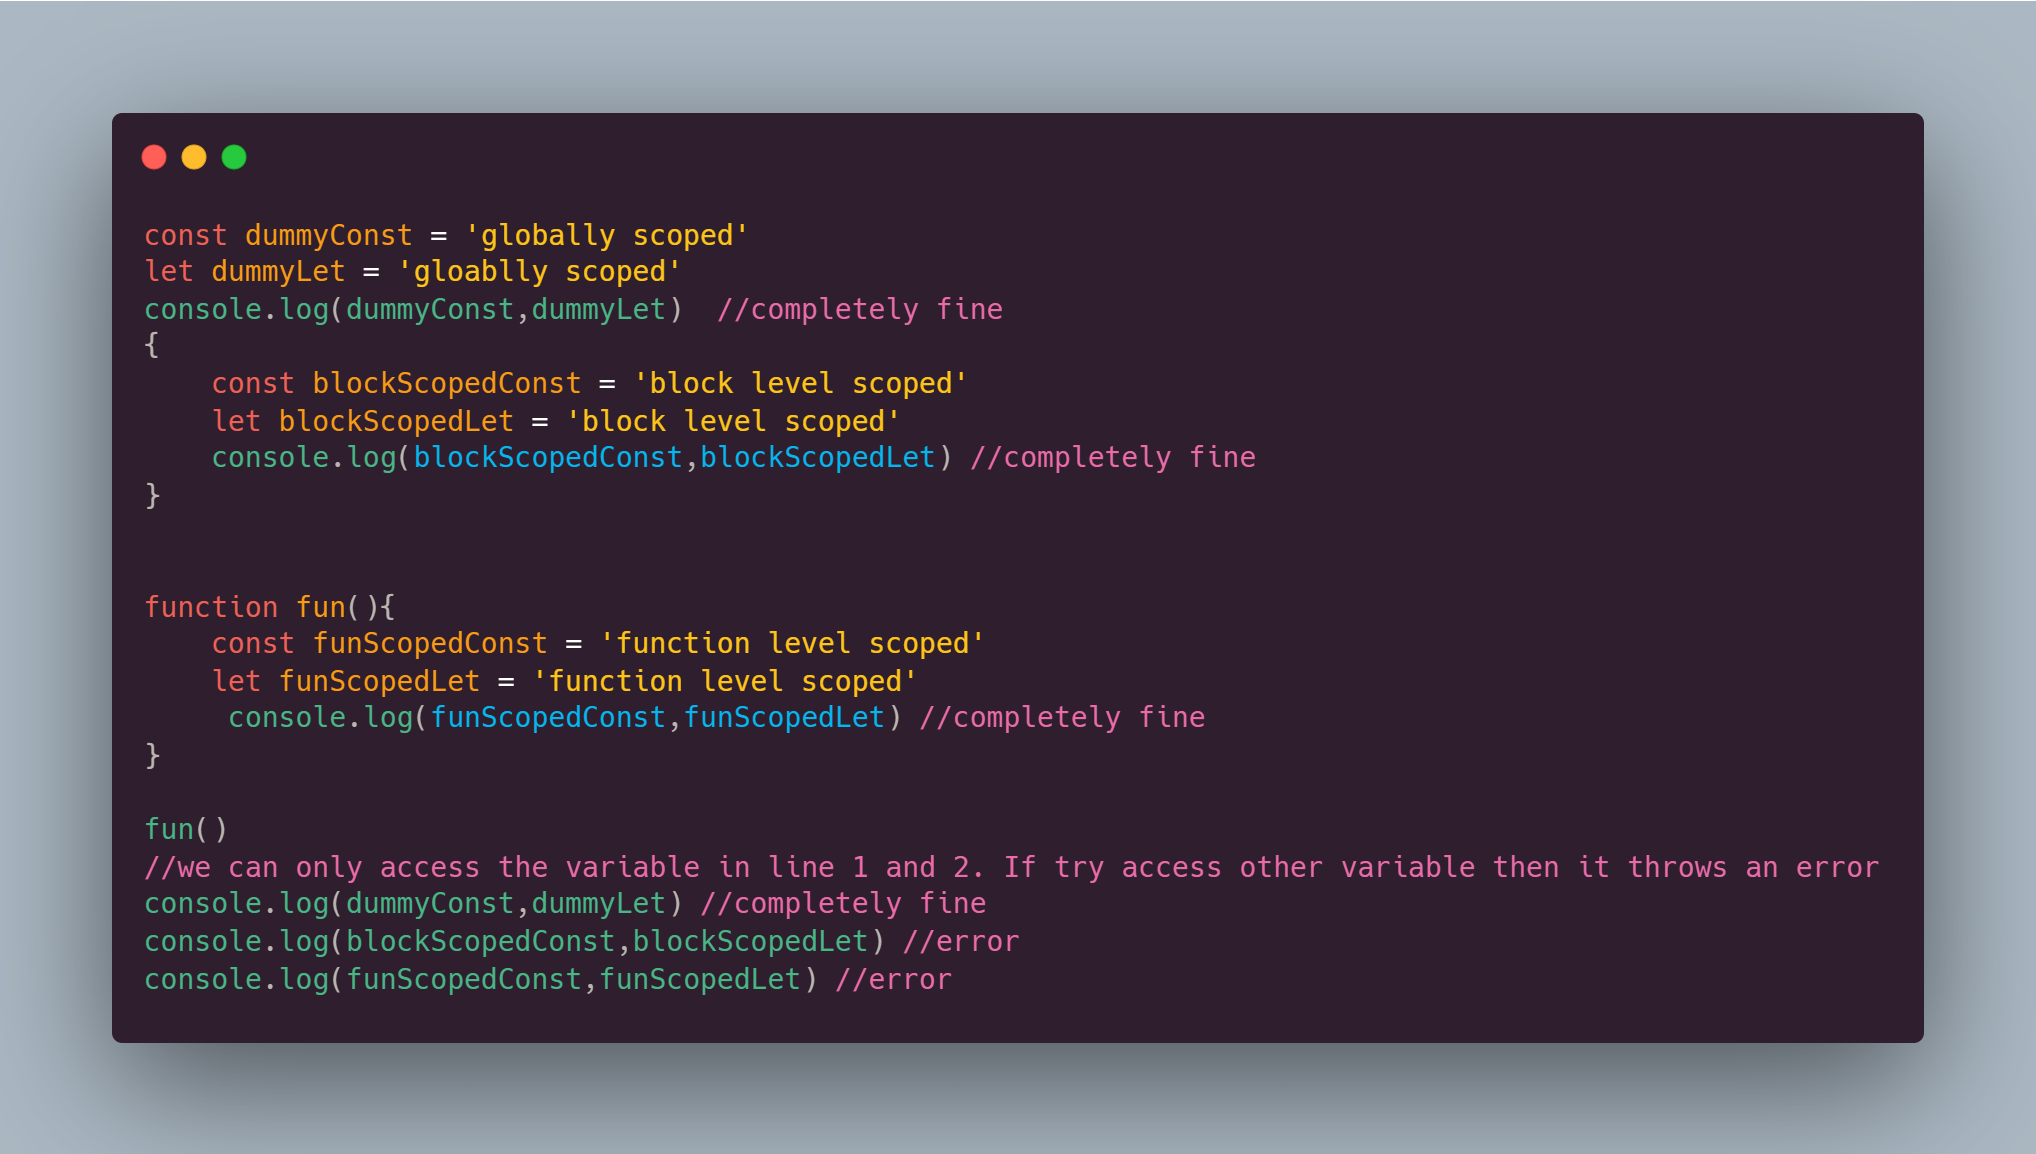 const dummyConst = 'globally scoped'
let dummyLet = 'gloablly scoped'
console.log(dummyConst,dummyLet)  //completely fine
{
    const blockScopedConst = 'block level scoped'
    let blockScopedLet = 'block level scoped'
    console.log(blockScopedConst,blockScopedLet) //completely fine
}
function fun(){
    const funScopedConst = 'function level scoped'
    let funScopedLet = 'function level scoped'
     console.log(funScopedConst,funScopedLet) //completely fine
}
fun()
//we can only access the variable in line 1 and 2. If try access other variable then it throws an error
console.log(dummyConst,dummyLet) //completely fine
console.log(blockScopedConst,blockScopedLet) //error
console.log(funScopedConst,funScopedLet) //error